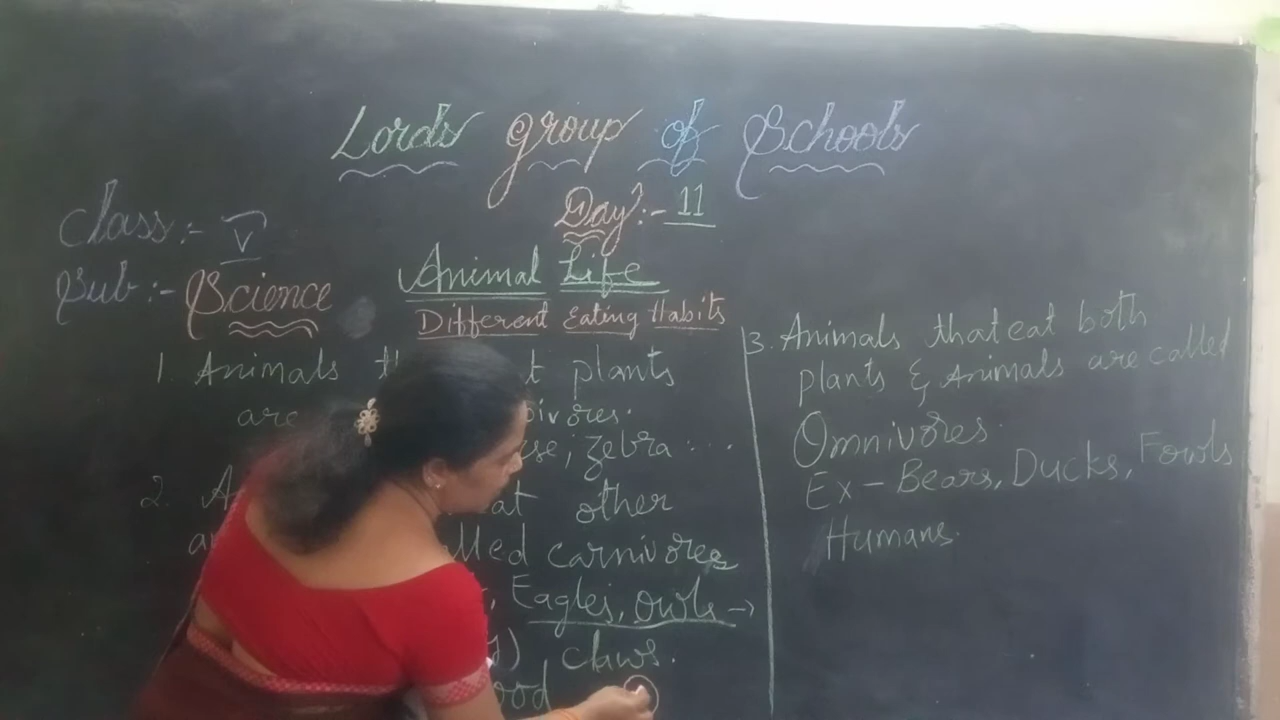 Lords group of Schools
Day:- 11
Class:- V
Sub:- Science
Animal Life
Different Eating Habits
1. Animals plants
are
zebra ....
2. other
carnivores
, Eagles, owls →
claws.
3. Animals that eat both
plants & Animals are called
Omnivores.
Ex- Bears, Ducks, Fowls
Humans.